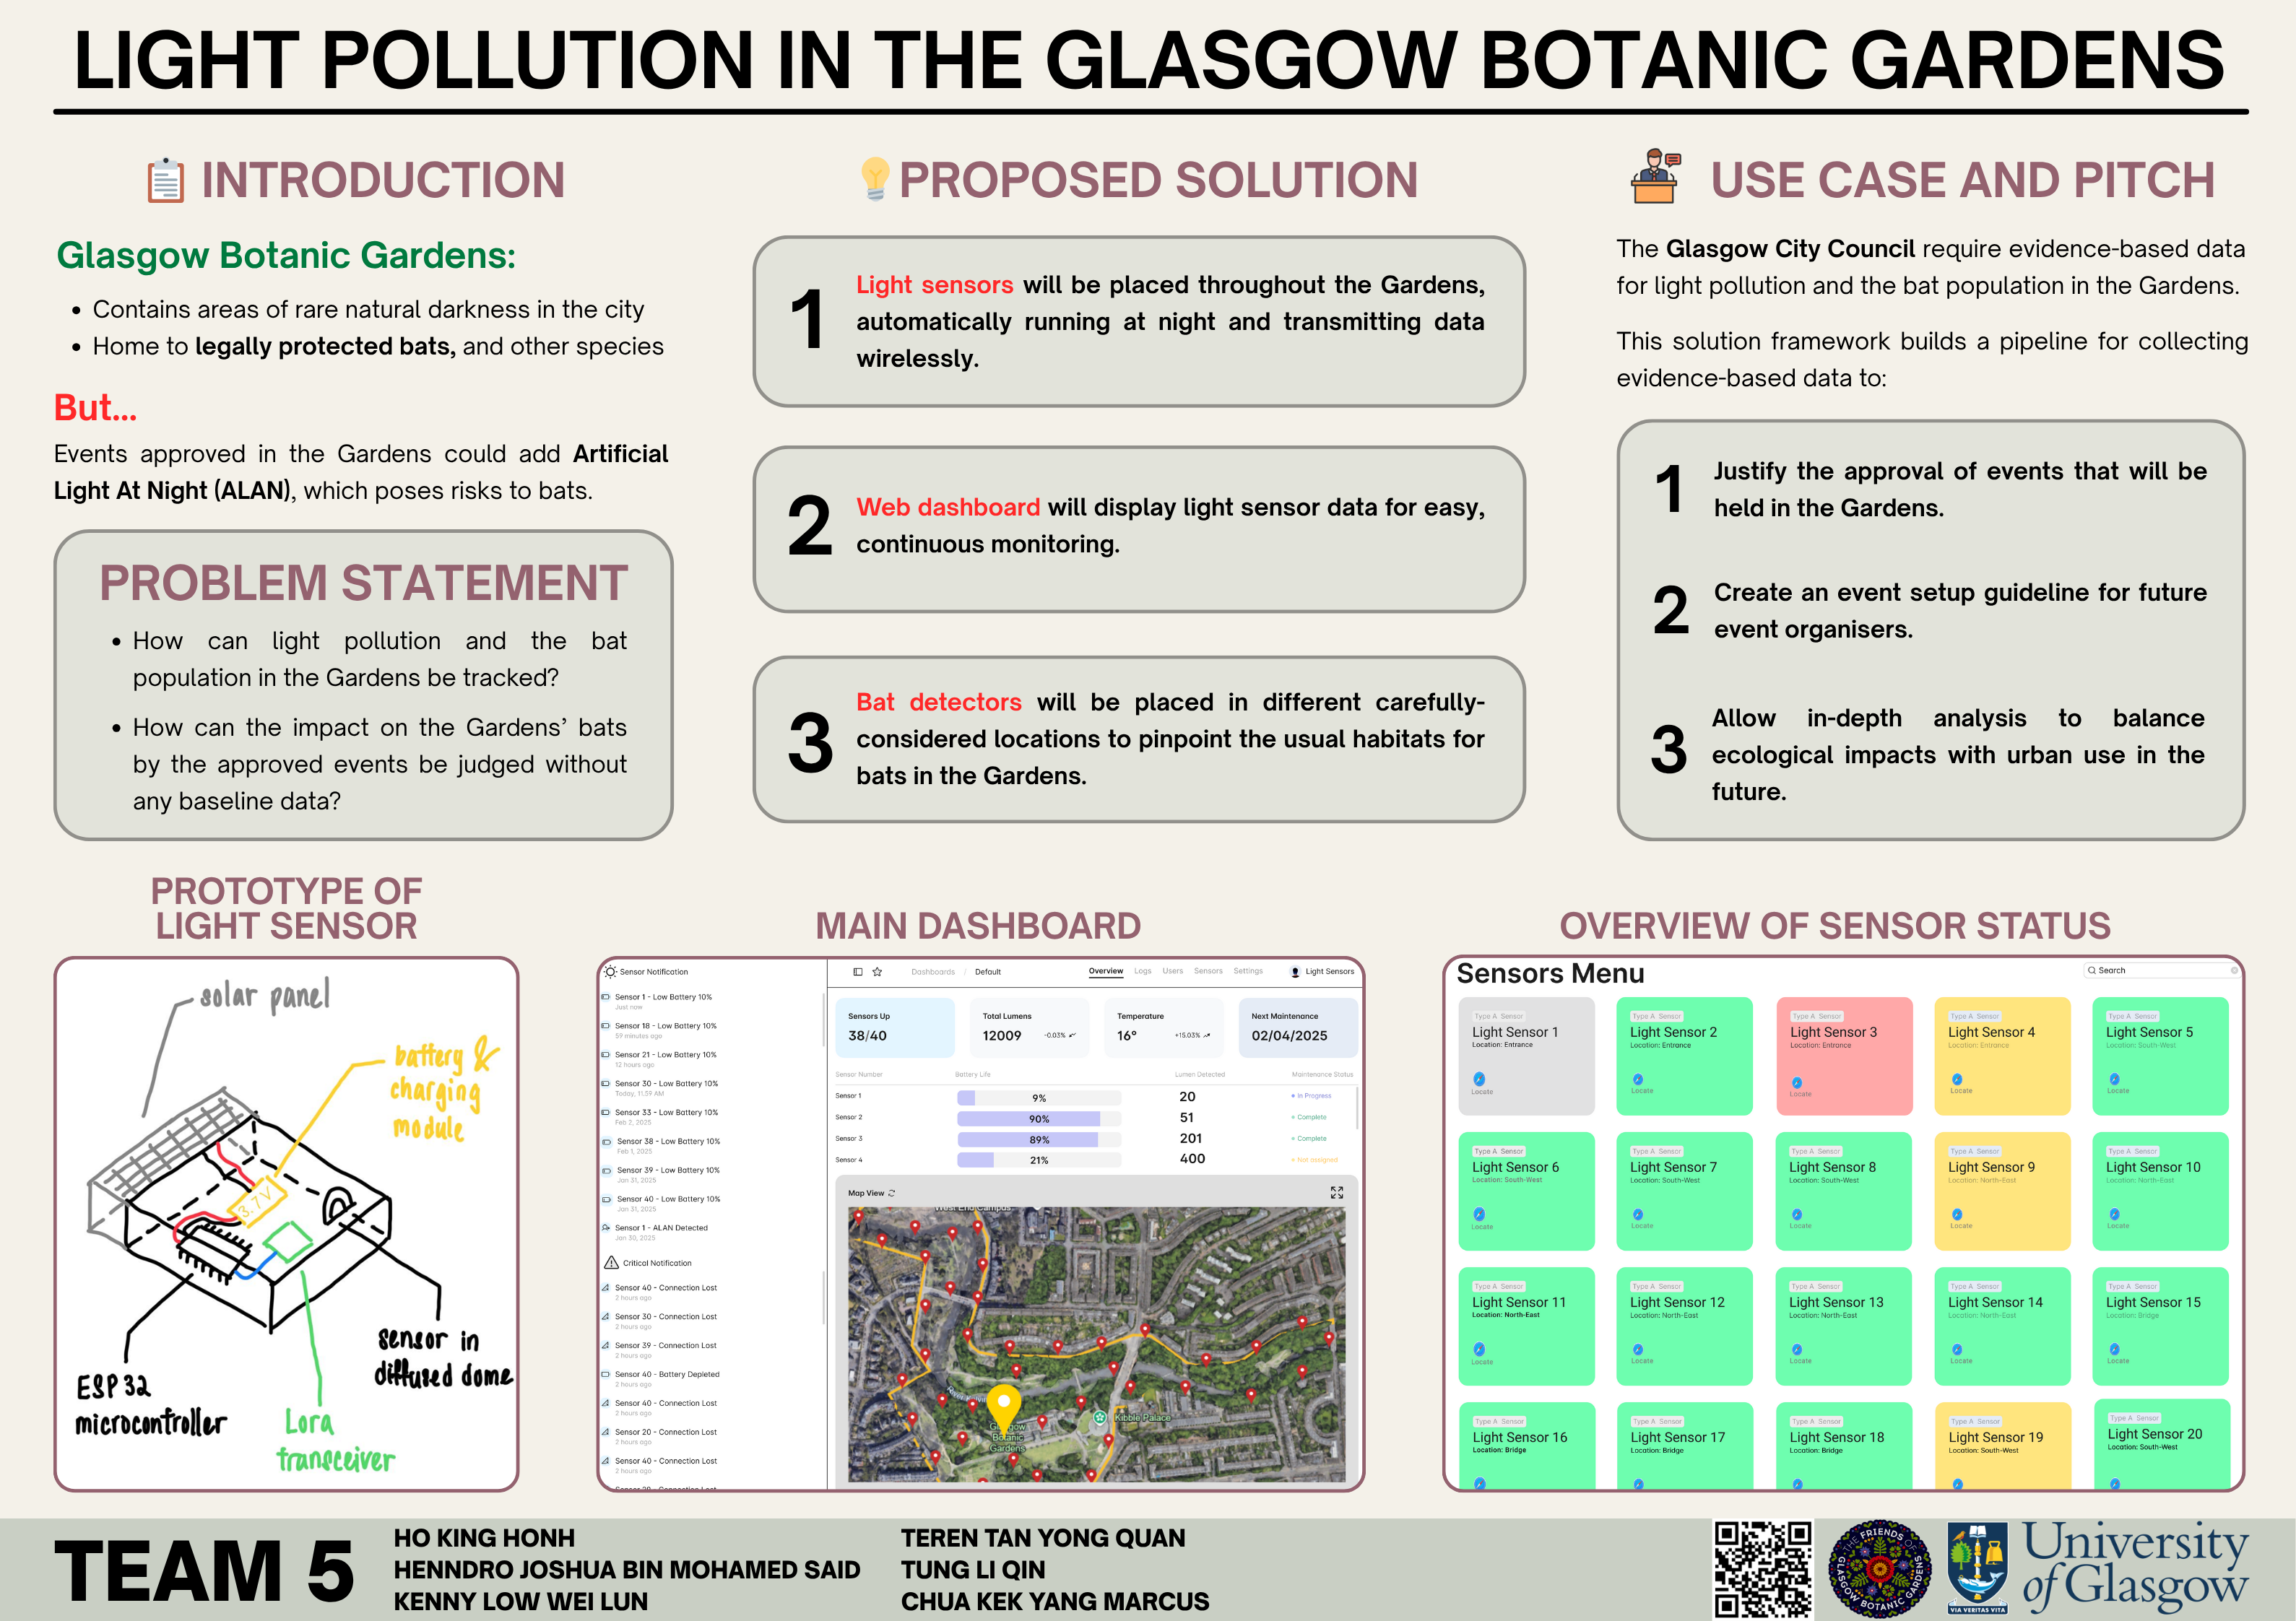 LIGHT POLLUTION IN THE GLASGOW BOTANIC GARDENS
INTRODUCTION
Glasgow Botanic Gardens:
• Contains areas of rare natural darkness in the city
• Home to legally protected bats, and other species
But...
Events approved in the Gardens could add Artificial
Light At Night (ALAN), which poses risks to bats.
PROBLEM STATEMENT
• How can light pollution and the bat
population in the Gardens be tracked?
• How can the impact on the Gardens' bats
by the approved events be judged without
any baseline data?
PROPOSED SOLUTION
1
Light sensors will be placed throughout the Gardens,
automatically running at night and transmitting data
wirelessly.
2
Web dashboard will display light sensor data for easy,
continuous monitoring.
3
Bat detectors will be placed in different carefully-
considered locations to pinpoint the usual habitats for
bats in the Gardens.
USE CASE AND PITCH
The Glasgow City Council require evidence-based data
for light pollution and the bat population in the Gardens.
This solution framework builds a pipeline for collecting
evidence-based data to:
1
Justify the approval of events that will be
held in the Gardens.
2
Create an event setup guideline for future
event organisers.
3
Allow in-depth analysis to balance
ecological impacts with urban use in the
future.
PROTOTYPE OF
LIGHT SENSOR
solar panel
battery &
charging
module
3.7V
sensor in
diffused dome
ESP32
microcontroller
Lora
transceiver
MAIN DASHBOARD
Sensor Notification
Sensor 1 - Low Battery 10%
Just now
Sensor 18 - Low Battery 10%
59 minutes ago
Sensor 21 - Low Battery 10%
12 hours ago
Sensor 30 - Low Battery 10%
Today, 11:59 AM
Sensor 33 - Low Battery 10%
Feb 2, 2025
Sensor 38 - Low Battery 10%
Feb 1, 2025
Sensor 39 - Low Battery 10%
Jan 31, 2025
Sensor 40 - Low Battery 10%
Jan 31, 2025
Sensor 1 - ALAN Detected
Jan 30, 2025
Critical Notification
Sensor 40 - Connection Lost
2 hours ago
Sensor 30 - Connection Lost
2 hours ago
Sensor 39 - Connection Lost
2 hours ago
Sensor 40 - Battery Depleted
2 hours ago
Sensor 40 - Connection Lost
2 hours ago
Sensor 20 - Connection Lost
2 hours ago
Sensor 40 - Connection Lost
2 hours ago
Dashboards / Default
Overview Logs Users Sensors Settings
Light Sensors
Sensors Up
38/40
Total Lumens
12009 -0.03%
Temperature
16° +15.03%
Next Maintenance
02/04/2025
Sensor Number Battery Life Lumen Detected Maintenance Status
Sensor 1 9% 20 In Progress
Sensor 2 90% 51 Complete
Sensor 3 89% 201 Complete
Sensor 4 21% 400 Not assigned
Map View
West End Campus
Kibble Palace
Glasgow
Botanic
Gardens
OVERVIEW OF SENSOR STATUS
Sensors Menu
Search
Type A Sensor
Light Sensor 1
Location: Entrance
Locate
Type A Sensor
Light Sensor 2
Location: Entrance
Locate
Type A Sensor
Light Sensor 3
Location: Entrance
Locate
Type A Sensor
Light Sensor 4
Location: Entrance
Locate
Type A Sensor
Light Sensor 5
Location: South-West
Locate
Type A Sensor
Light Sensor 6
Location: South-West
Locate
Type A Sensor
Light Sensor 7
Location: South-West
Locate
Type A Sensor
Light Sensor 8
Location: South-West
Locate
Type A Sensor
Light Sensor 9
Location: North-East
Locate
Type A Sensor
Light Sensor 10
Location: North-East
Locate
Type A Sensor
Light Sensor 11
Location: North-East
Locate
Type A Sensor
Light Sensor 12
Location: North-East
Locate
Type A Sensor
Light Sensor 13
Location: North-East
Locate
Type A Sensor
Light Sensor 14
Location: North-East
Locate
Type A Sensor
Light Sensor 15
Location: Bridge
Locate
Type A Sensor
Light Sensor 16
Location: Bridge
Type A Sensor
Light Sensor 17
Location: Bridge
Type A Sensor
Light Sensor 18
Location: Bridge
Type A Sensor
Light Sensor 19
Location: South-West
Type A Sensor
Light Sensor 20
Location: South-West
TEAM 5
HO KING HONH
HENNDRO JOSHUA BIN MOHAMED SAID
KENNY LOW WEI LUN
TEREN TAN YONG QUAN
TUNG LI QIN
CHUA KEK YANG MARCUS
THE FRIENDS OF
GLASGOW BOTANIC GARDENS
VIA VERITAS VITA
University
of Glasgow